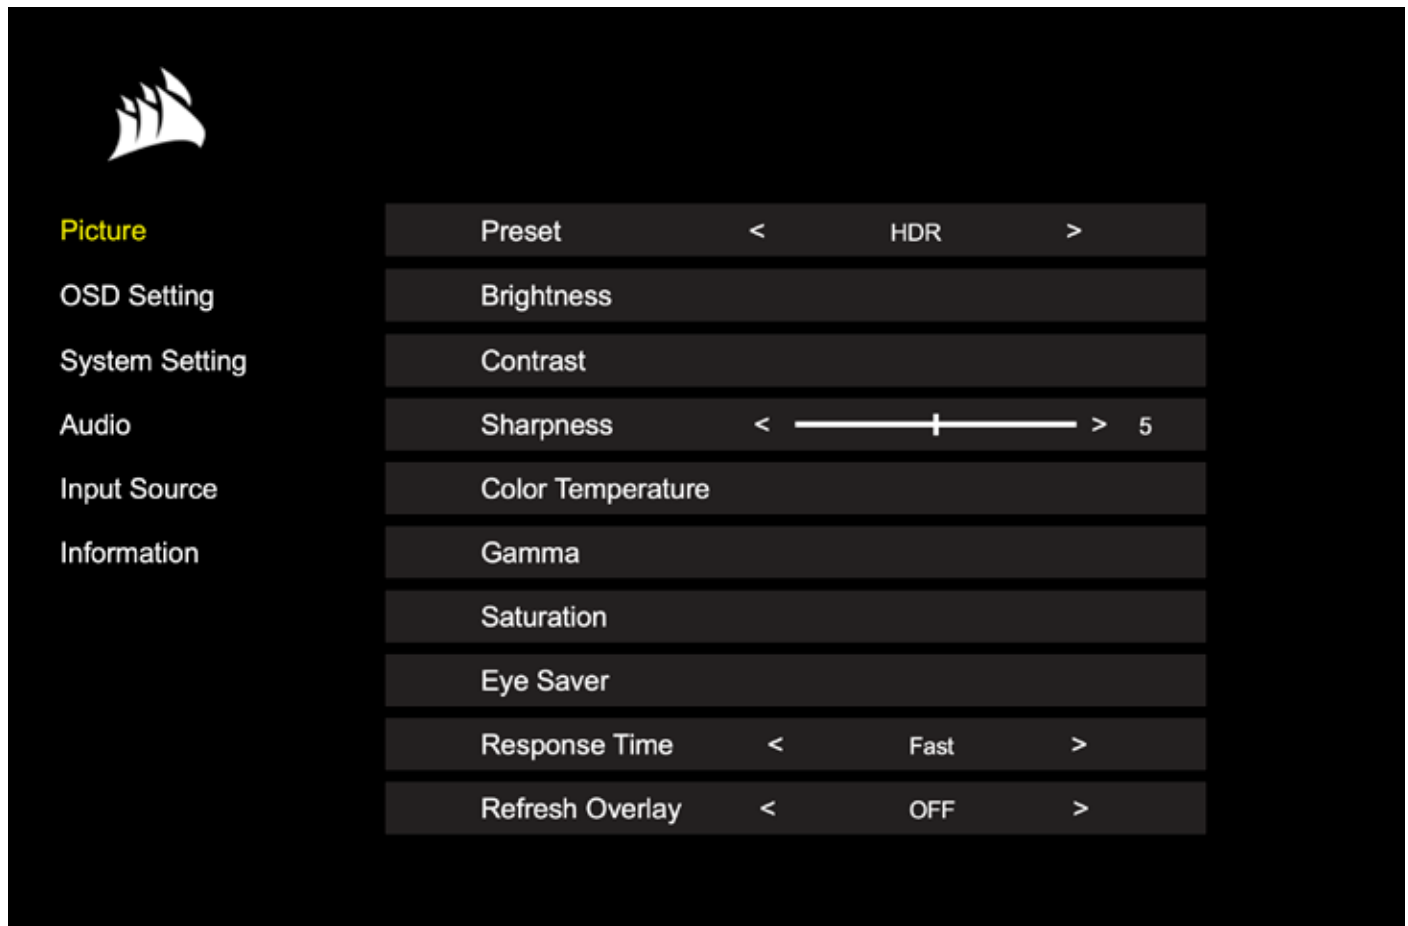 Picture
Preset < HDR >
OSD Setting
Brightness
System Setting
Contrast
Audio
Sharpness < > 5
Input Source
Color Temperature
Information
Gamma
Saturation
Eye Saver
Response Time < Fast >
Refresh Overlay < OFF >